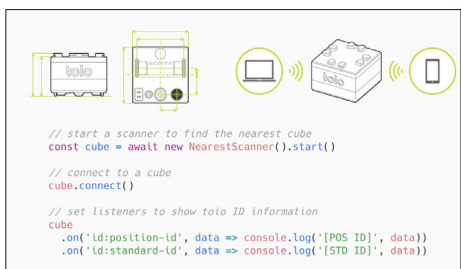 toio
SONY
toio
// start a scanner to find the nearest cube
const cube = await new NearestScanner().start()
// connect to a cube
cube.connect()
// set listeners to show toio ID information
cube
.on('id:position-id', data => console.log('[POS ID]', data))
.on('id:standard-id', data => console.log('[STD ID]', data))